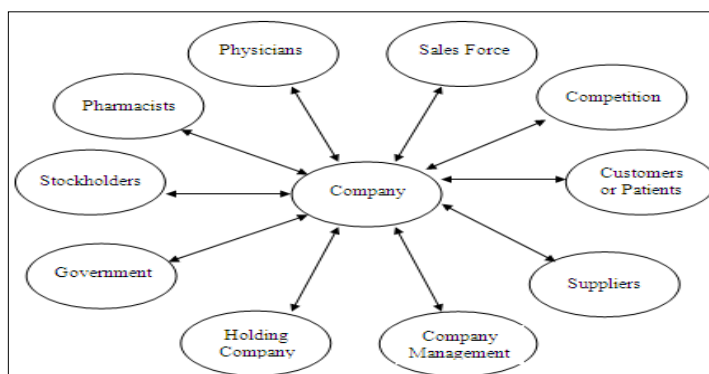 Physicians
Sales Force
Pharmacists
Competition
Stockholders
Company
Customers
or Patients
Government
Suppliers
Holding
Company
Company
Management